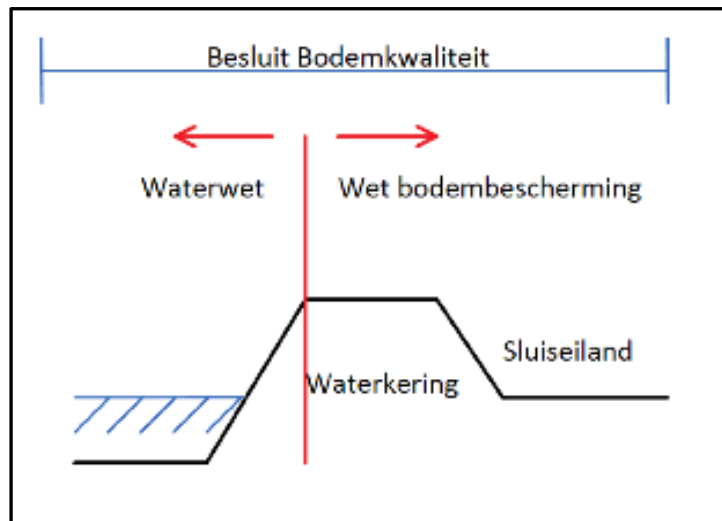 Besluit Bodemkwaliteit
Waterwet
Wet bodembescherming
Sluiseiland
Waterkering